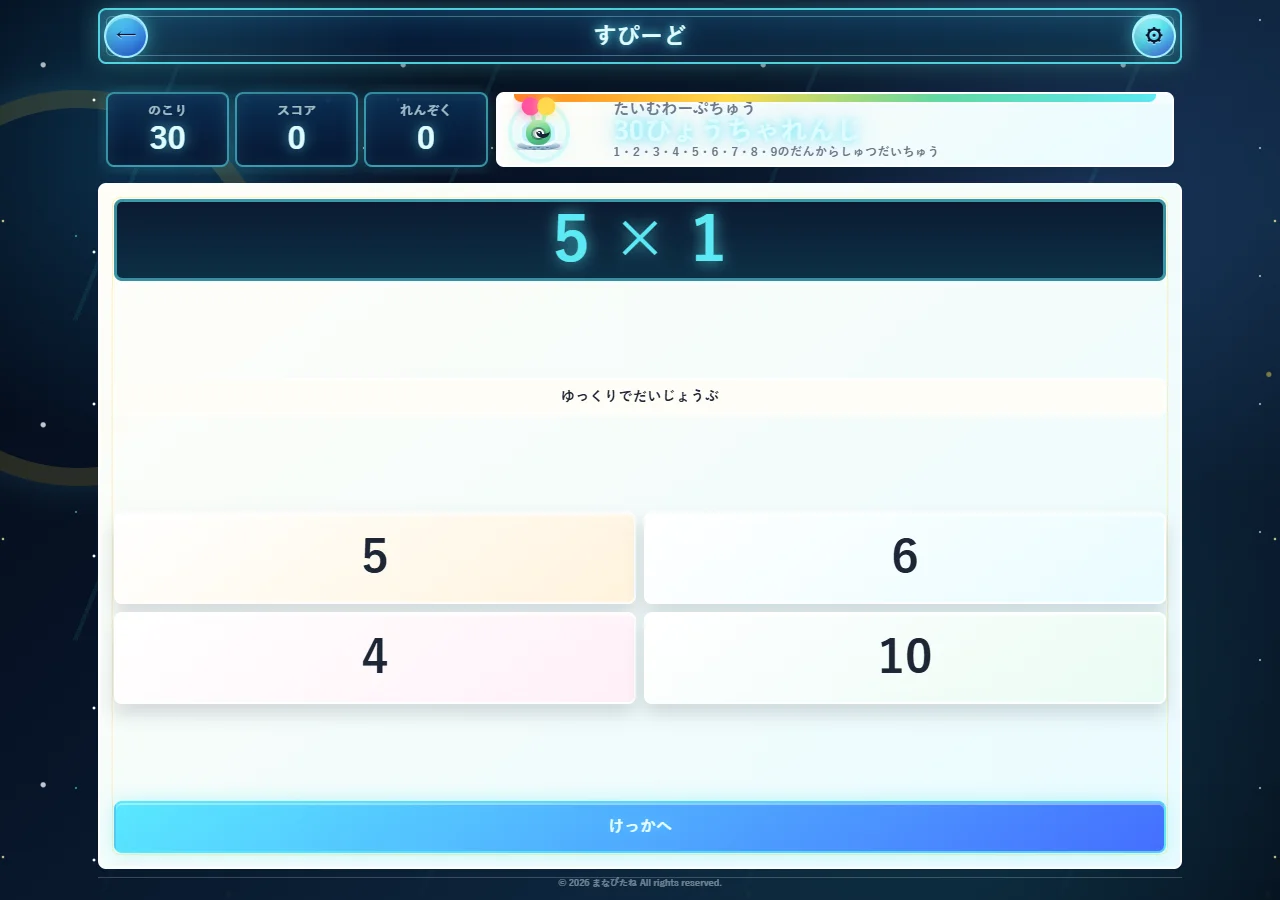 ←
すぴーど
⚙
のこり
30
スコア
0
れんぞく
0
たいむわーぷちゅう
30びょうちゃれんじ
1・2・3・4・5・6・7・8・9のだんからしゅつだいちゅう
5 × 1
ゆっくりでだいじょうぶ
5
6
4
10
けっかへ
© 2026 まなびたね All rights reserved.